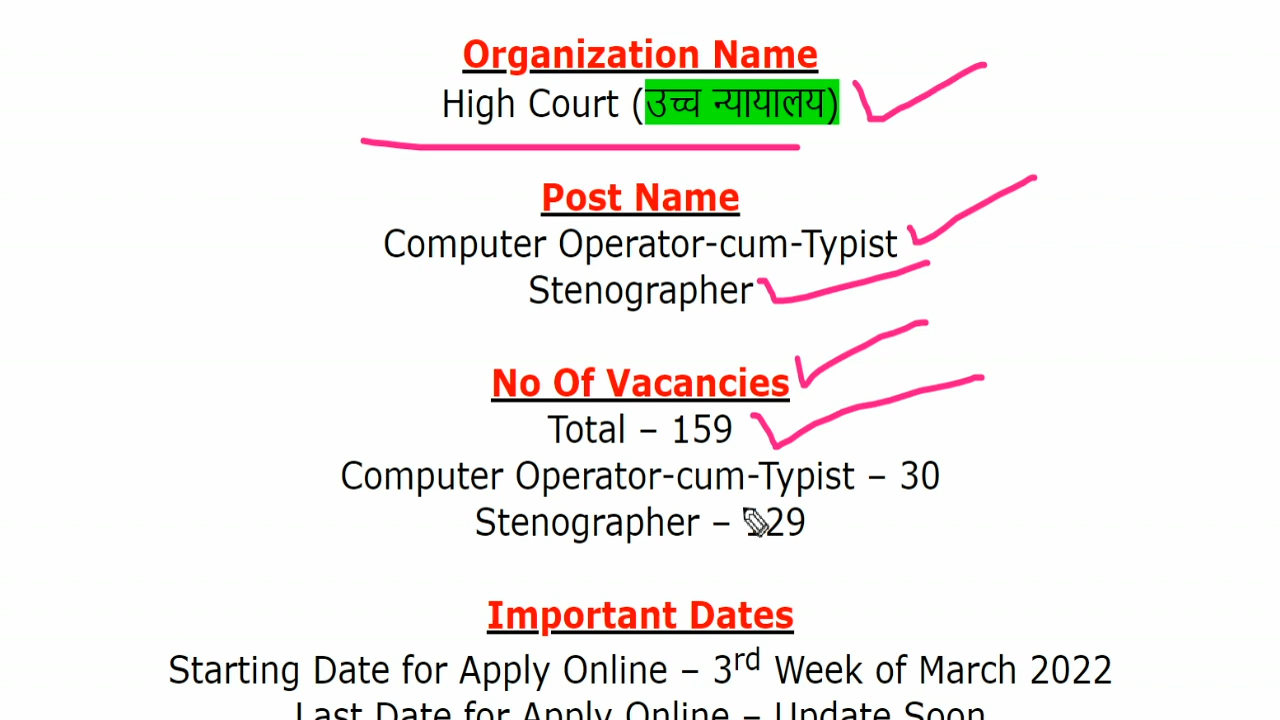 Organization Name
High Court (उच्च न्यायालय)
Post Name
Computer Operator-cum-Typist
Stenographer
No Of Vacancies
Total – 159
Computer Operator-cum-Typist – 30
Stenographer – 129
Important Dates
Starting Date for Apply Online – 3rd Week of March 2022
Last Date for Apply Online – Update Soon